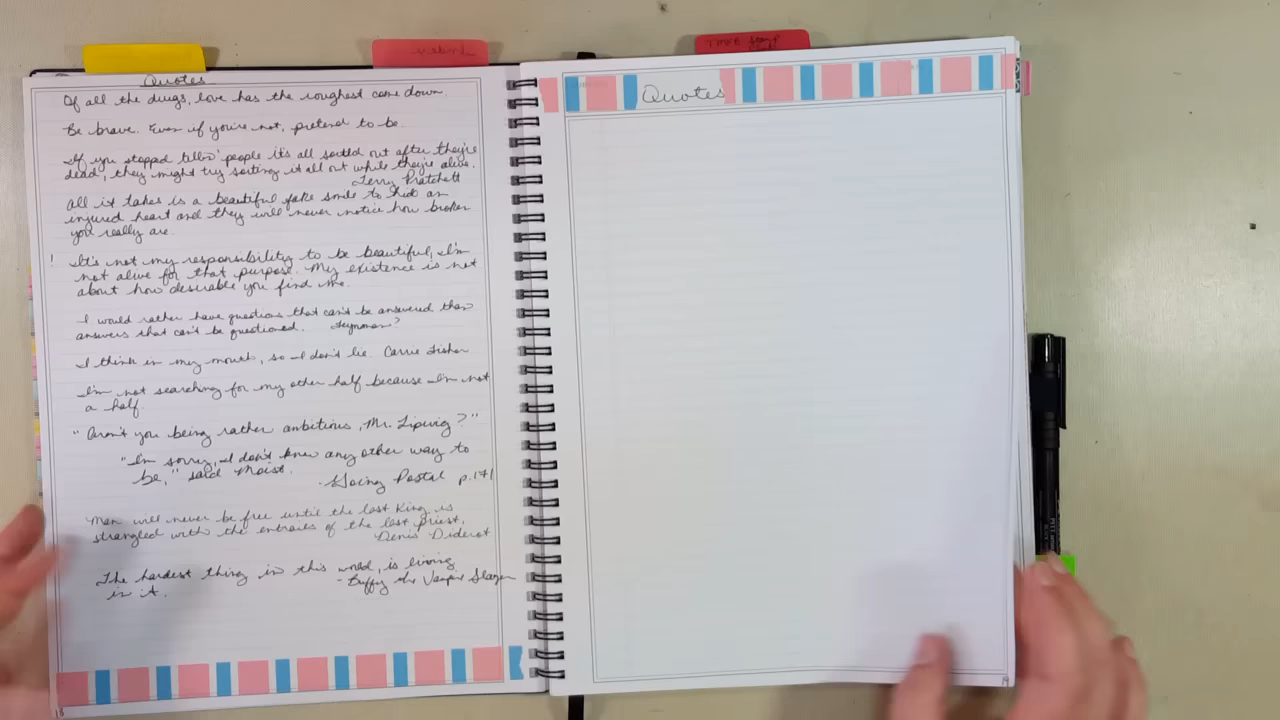 Quotes
Of all the drugs, love has the roughest come down.
Be brave. Even if you're not, pretend to be
If you stopped tellin' people it's all sorted out after they're
dead, they might try sorting it all out while they're alive.
Terry Pratchett
All it takes is a beautiful fake smile to hide an
injured heart and they will never notice how broken
you really are.
! It's not my responsibility to be beautiful, I'm
not alive for that purpose. My existence is not
about how desirable you find me.
I would rather have questions that can't be answered than
answers that can't be questioned.
I think in my mouth, so I don't lie. Carrie Fisher
I'm not searching for my other half because I'm not
a half.
"Aren't you being rather ambitious, Mr. Lipwig?"
"I'm sorry, I don't know any other way to
be," said Moist.
-Going Postal p.171
Man will never be free until the last King is
strangled with the entrails of the last priest.
Denis Diderot
The hardest thing in this world, is living
in it.
- Buffy the Vampire Slayer
18
Quotes
19